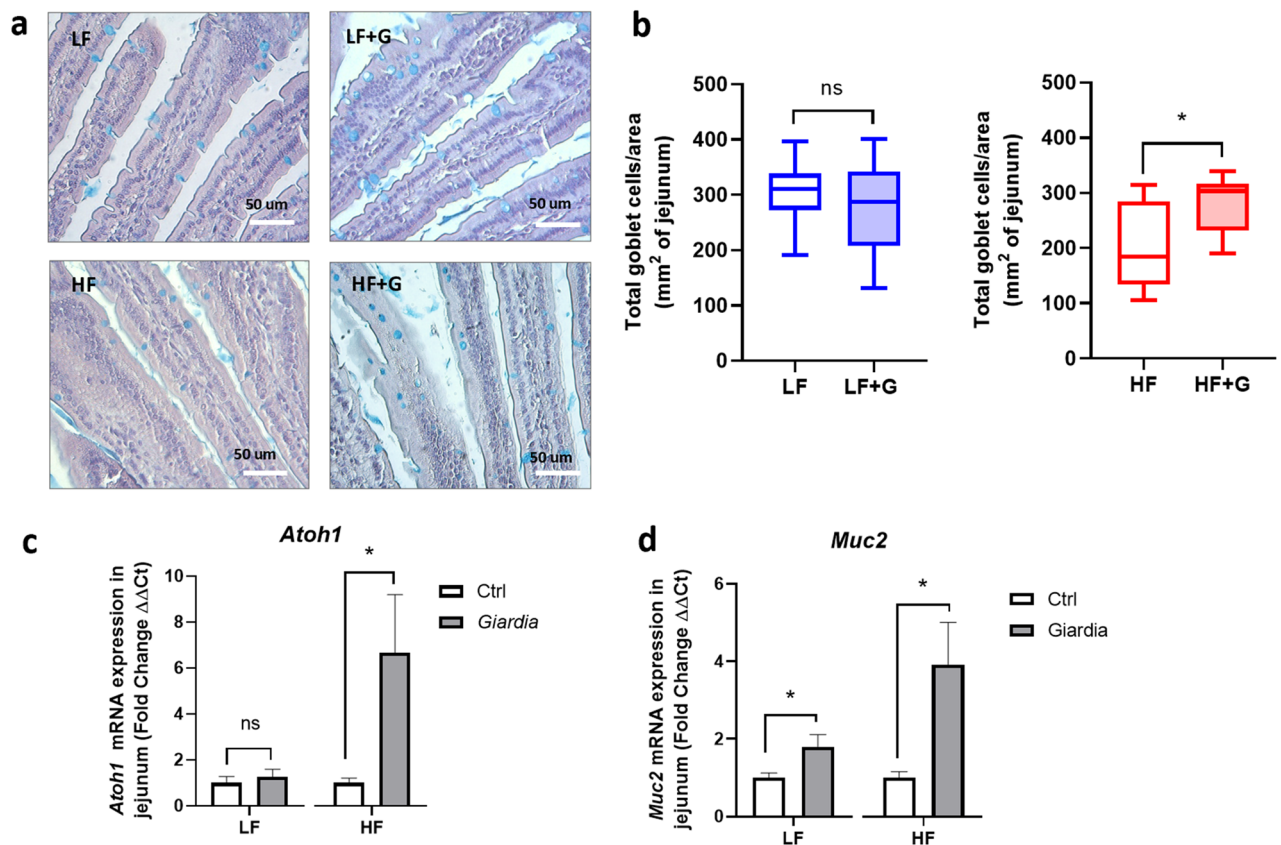 a
LF
50 um
LF+G
50 um
HF
50 um
HF+G
50 um
b
Total goblet cells/area
(mm² of jejunum)
500
400
300
200
100
0
ns
LF
LF+G
Total goblet cells/area
(mm² of jejunum)
500
400
300
200
100
0
*
HF
HF+G
c
Atoh1
Atoh1 mRNA expression in
jejunum (Fold Change ΔΔCt)
10
8
6
4
2
0
ns
*
LF
HF
Ctrl
Giardia
d
Muc2
Muc2 mRNA expression in
jejunum (Fold Change ΔΔCt)
6
4
2
0
*
*
LF
HF
Ctrl
Giardia